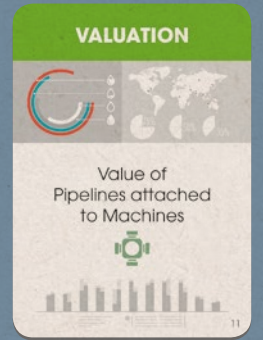 VALUATION
Value of
Pipelines attached
to Machines
11